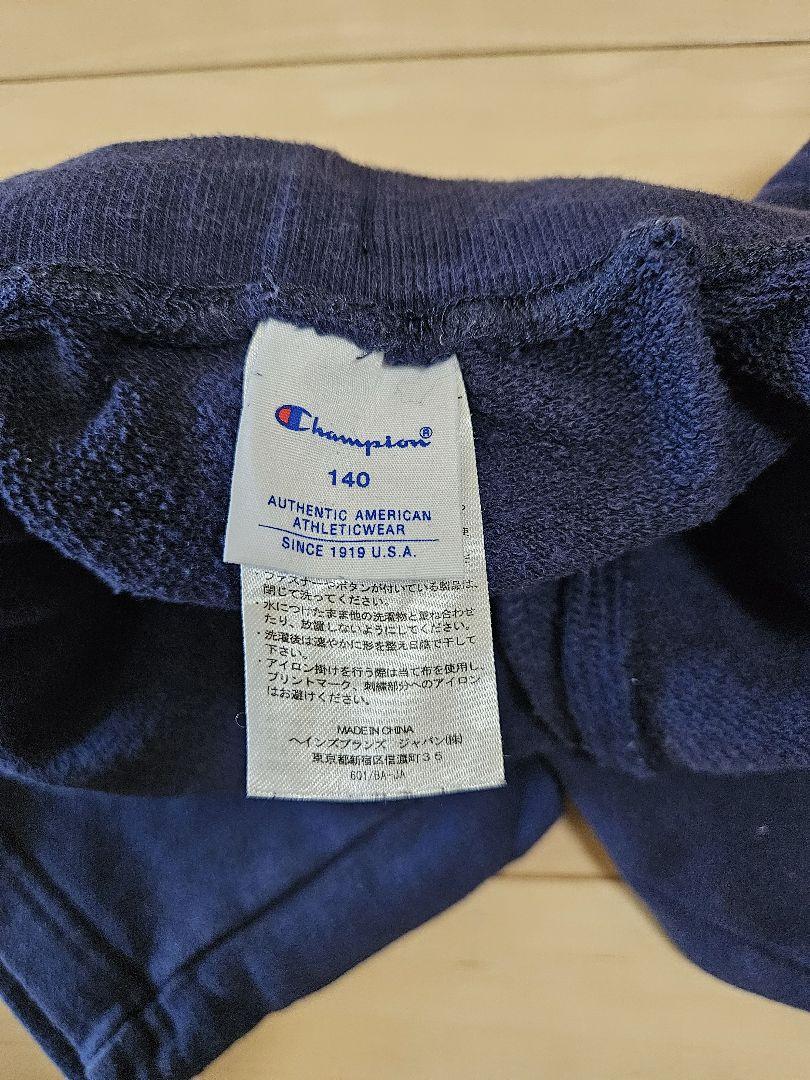 Champion®
140
AUTHENTIC AMERICAN
ATHLETICWEAR
SINCE 1919 U.S.A.
ファスナーやボタンが付いている製品は、
閉じて洗ってください。
・水につけたまま他の洗濯物と重ね合わせ
たり、放置しないようにしてください。
・洗濯後は速やかに形を整え日陰で干して
下さい。
・アイロン掛けを行う際は当て布を使用し、
プリントマーク、刺繍部分へのアイロン
はお避けください。
MADE IN CHINA
ヘインズブランズ ジャパン(株)
東京都新宿区信濃町35
6Q1/BA-JA